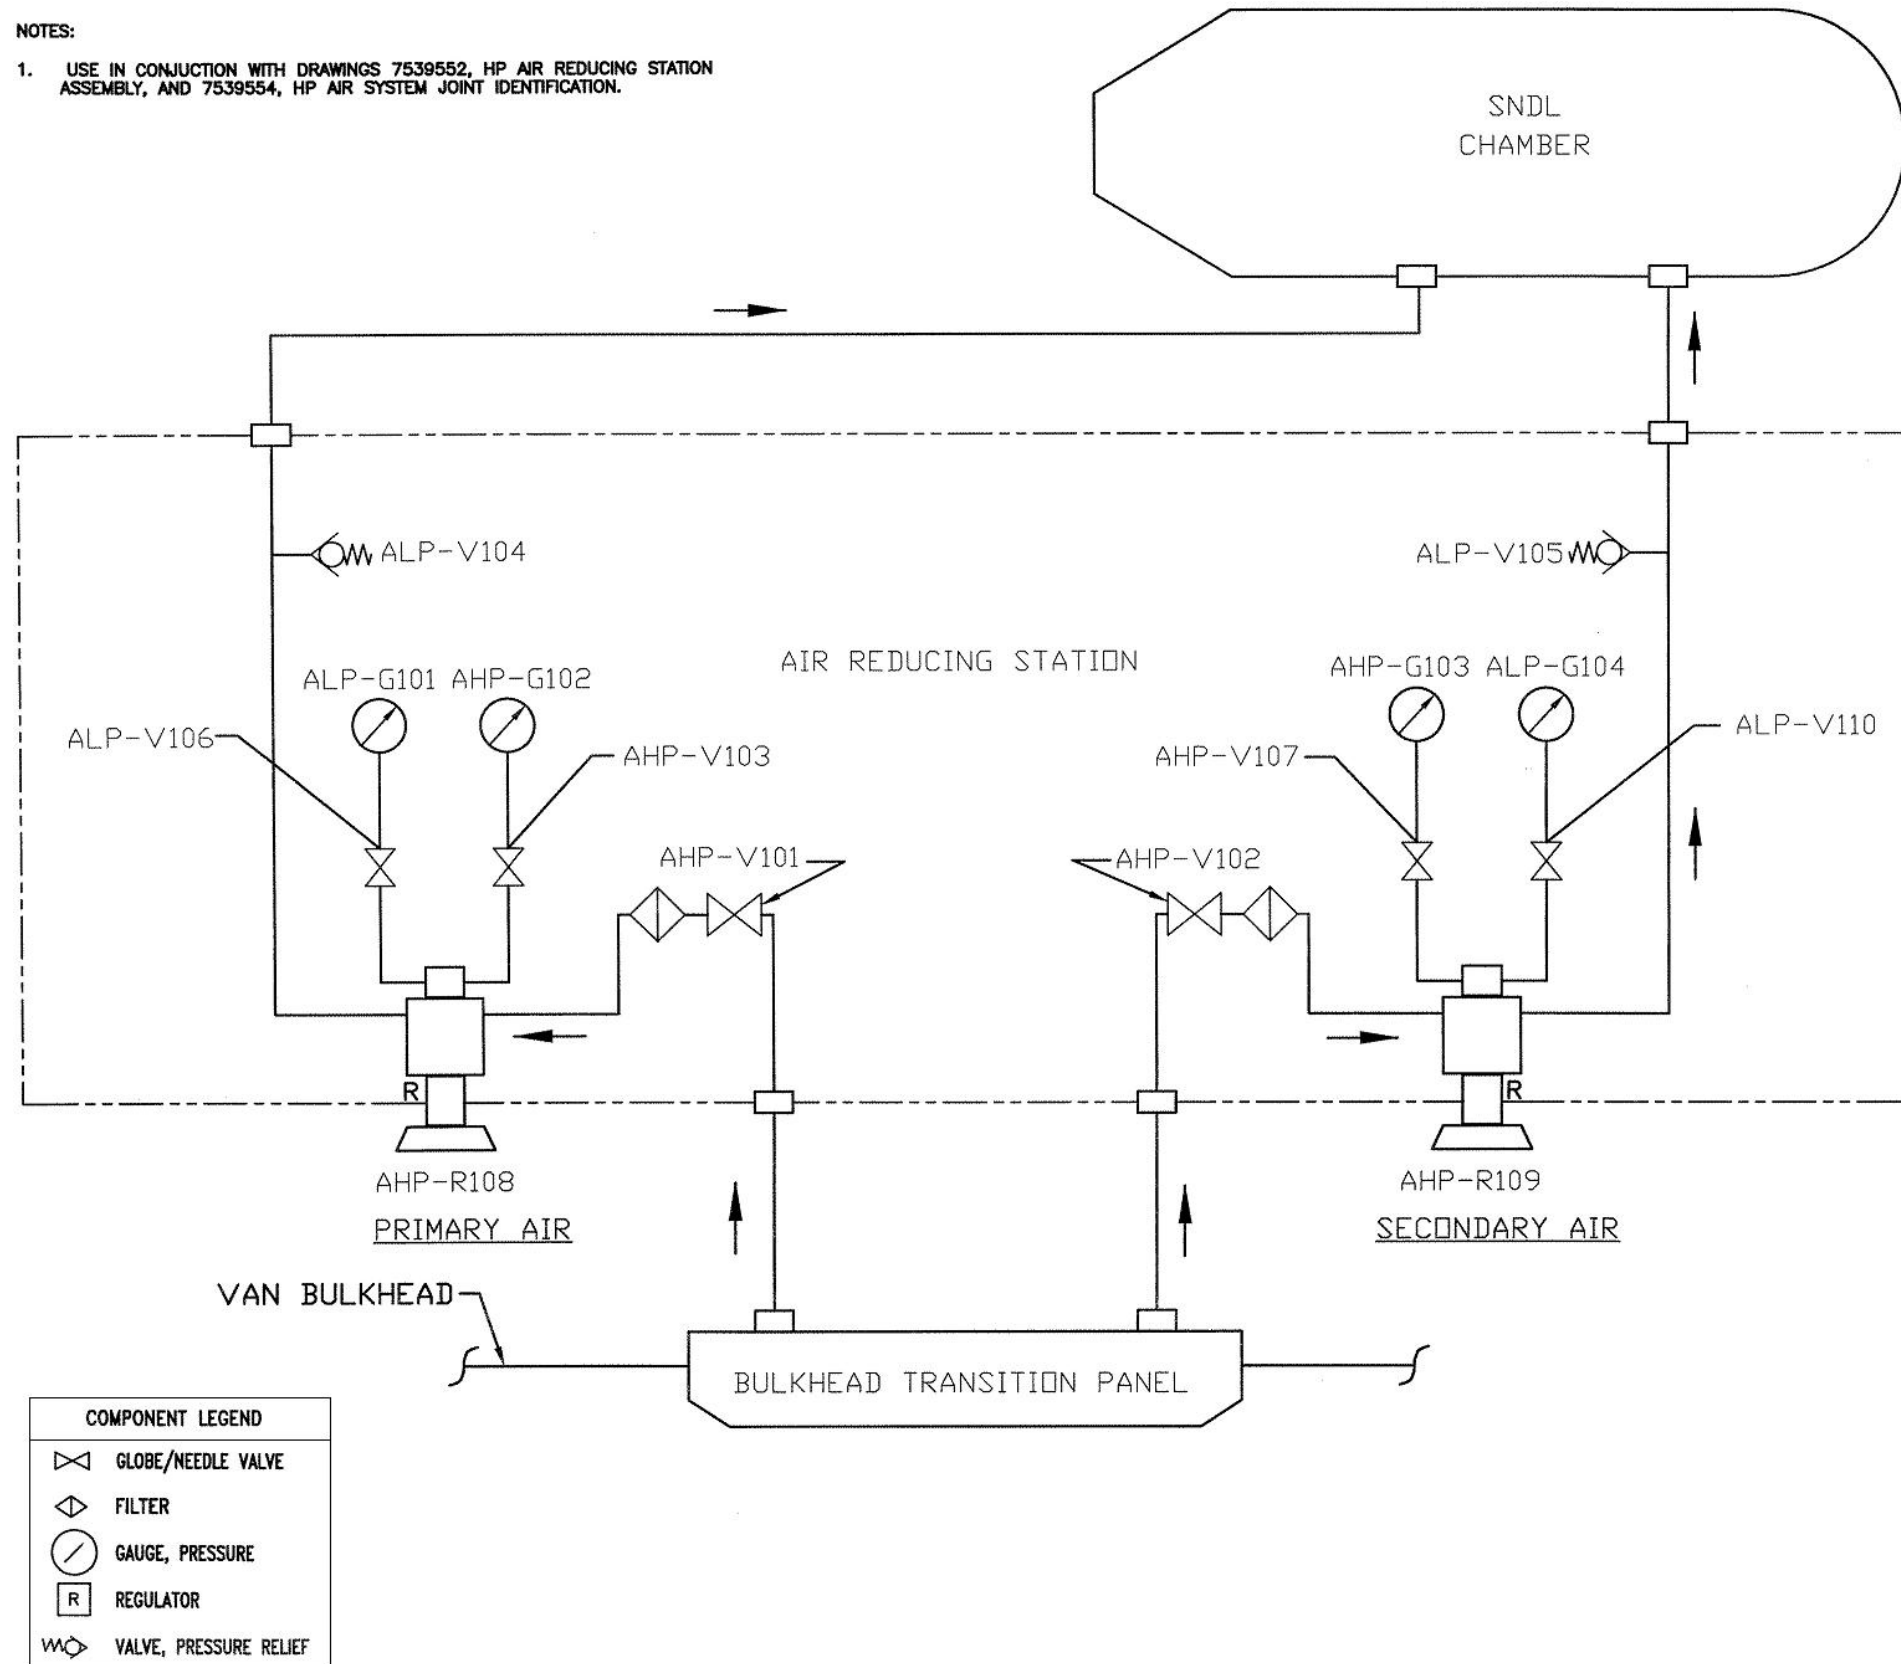 NOTES:
1. USE IN CONJUCTION WITH DRAWINGS 7539552, HP AIR REDUCING STATION
ASSEMBLY, AND 7539554, HP AIR SYSTEM JOINT IDENTIFICATION.
SNDL
CHAMBER
ALP-V104
ALP-V105
AIR REDUCING STATION
ALP-G101 AHP-G102
AHP-G103 ALP-G104
ALP-V106
AHP-V103
AHP-V107
ALP-V110
AHP-V101
AHP-V102
R
R
AHP-R108
PRIMARY AIR
AHP-R109
SECONDARY AIR
VAN BULKHEAD
BULKHEAD TRANSITION PANEL
COMPONENT LEGEND
GLOBE/NEEDLE VALVE
FILTER
GAUGE, PRESSURE
R REGULATOR
VALVE, PRESSURE RELIEF